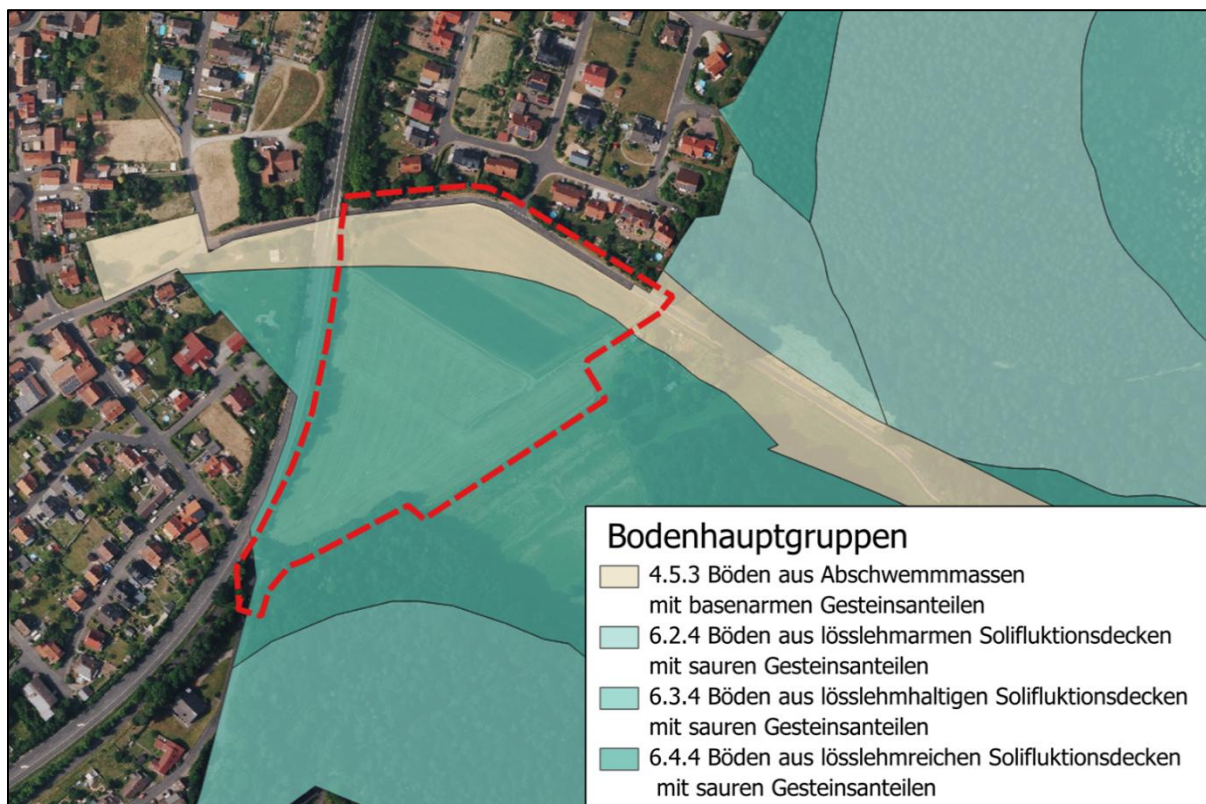 Bodenhauptgruppen
4.5.3 Böden aus Abschwemmmassen
mit basenarmen Gesteinsanteilen
6.2.4 Böden aus lösslehmarmen Solifluktionsdecken
mit sauren Gesteinsanteilen
6.3.4 Böden aus lösslehmhaltigen Solifluktionsdecken
mit sauren Gesteinsanteilen
6.4.4 Böden aus lösslehmreichen Solifluktionsdecken
mit sauren Gesteinsanteilen